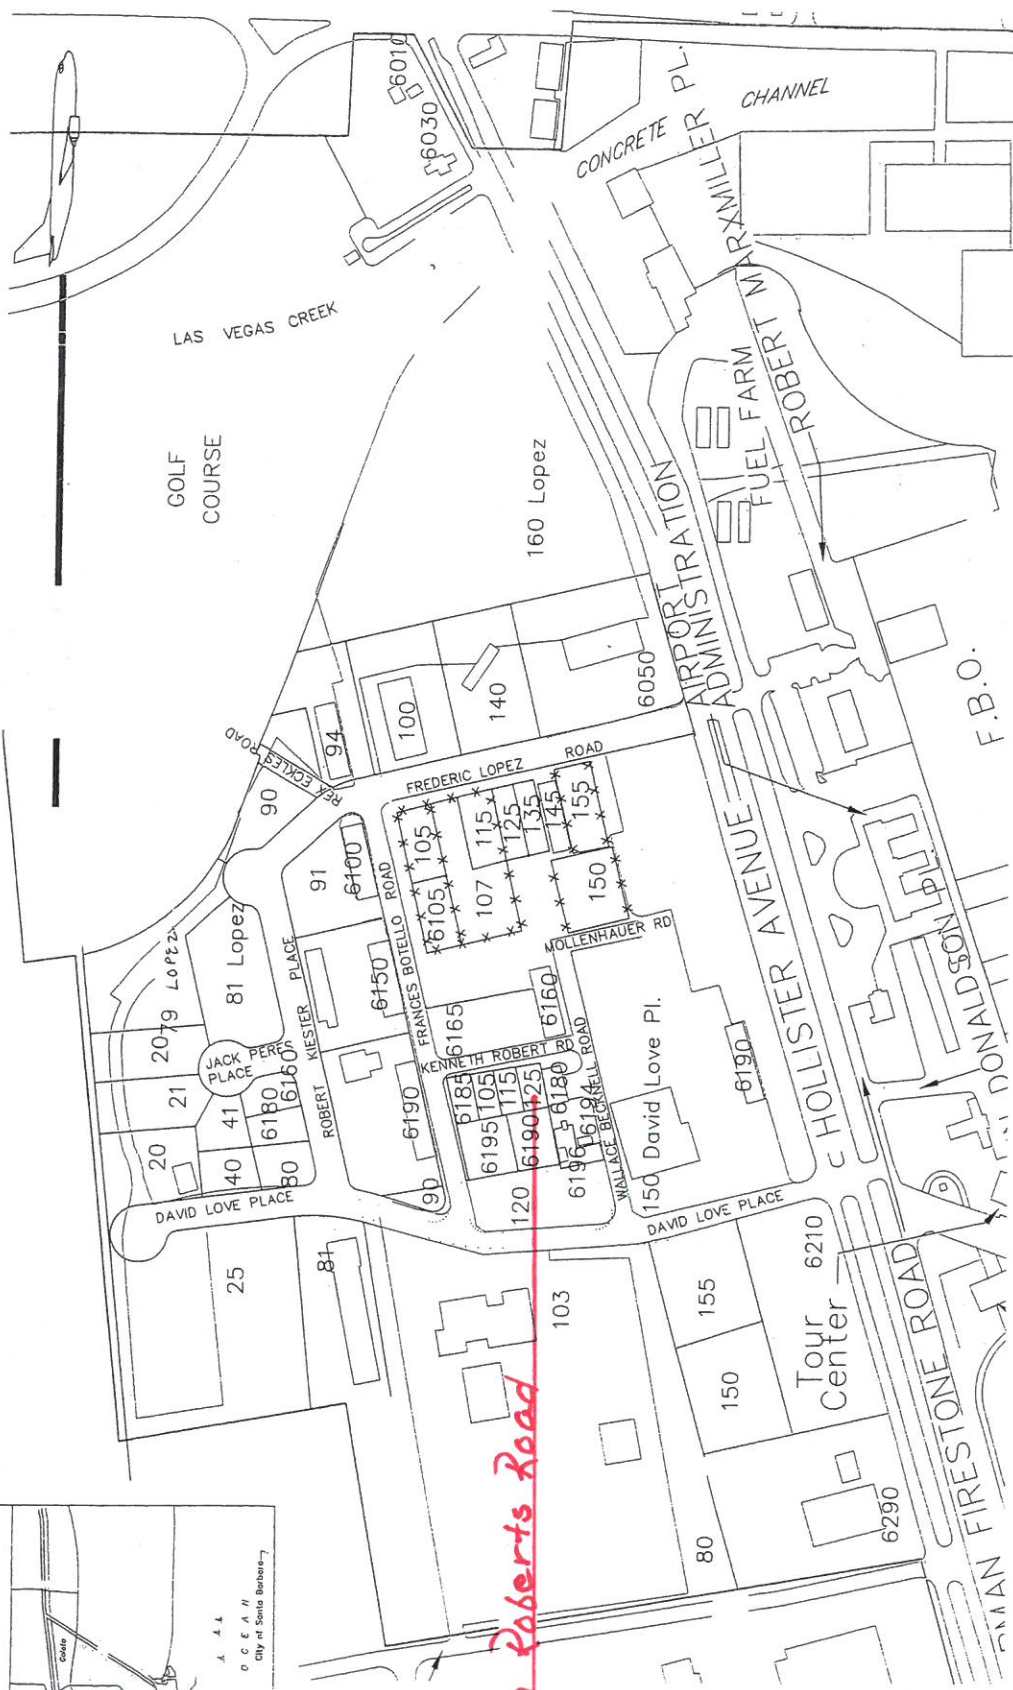 6010
6030
CONCRETE
CHANNEL
ROBERT MARXMILLER PL.
LAS VEGAS CREEK
GOLF
COURSE
160 Lopez
FUEL FARM
AIRPORT
ADMINISTRATION
F.B.O.
REX ECKLES
ROAD
90
94
100
140
6050
FREDERIC LOPEZ
ROAD
91
6100
105
6105
107
115
125
135
145
155
150
MOLLENHAUER RD
HOLLISTER AVENUE
DONALDSON PL
79 LOPEZ
81 Lopez
20
21
20
JACK PERES
PLACE
41
40
6160
6180
80
ROBERT KIESTER PLACE
FRANCES BOTELLO ROAD
6150
6165
6160
6190
90
KENNETH ROBERT RD
6185
105
115
125
6180
6195
6190
6194
6196
120
WALLACE BECKNELL ROAD
150 David Love Pl.
6190
DAVID LOVE PLACE
DAVID LOVE PLACE
25
81
103
155
150
80
Tour
Center
6210
6290
FIRESTONE ROAD
Roberts Road
Goleta
OCEAN
City of Santa Barbara